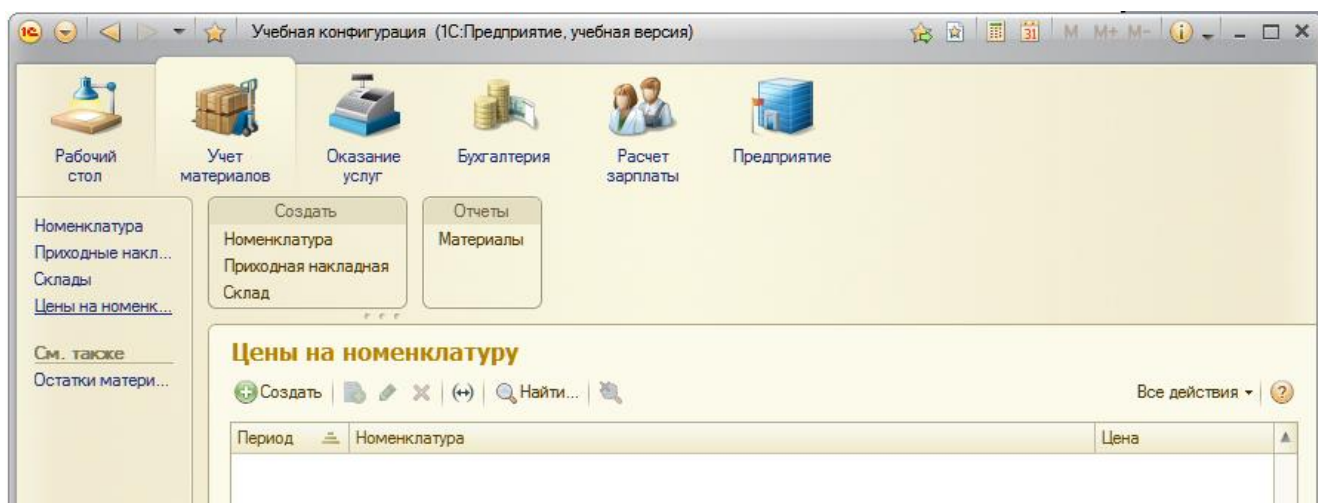 Учебная конфигурация (1С:Предприятие, учебная версия)
31 M M+ M-
Рабочий
стол
Учет
материалов
Оказание
услуг
Бухгалтерия
Расчет
зарплаты
Предприятие
Номенклатура
Приходные накл...
Склады
Цены на номенк...
См. также
Остатки матери...
Создать
Номенклатура
Приходная накладная
Склад
Отчеты
Материалы
Цены на номенклатуру
Создать
Найти...
Все действия
Период
Номенклатура
Цена